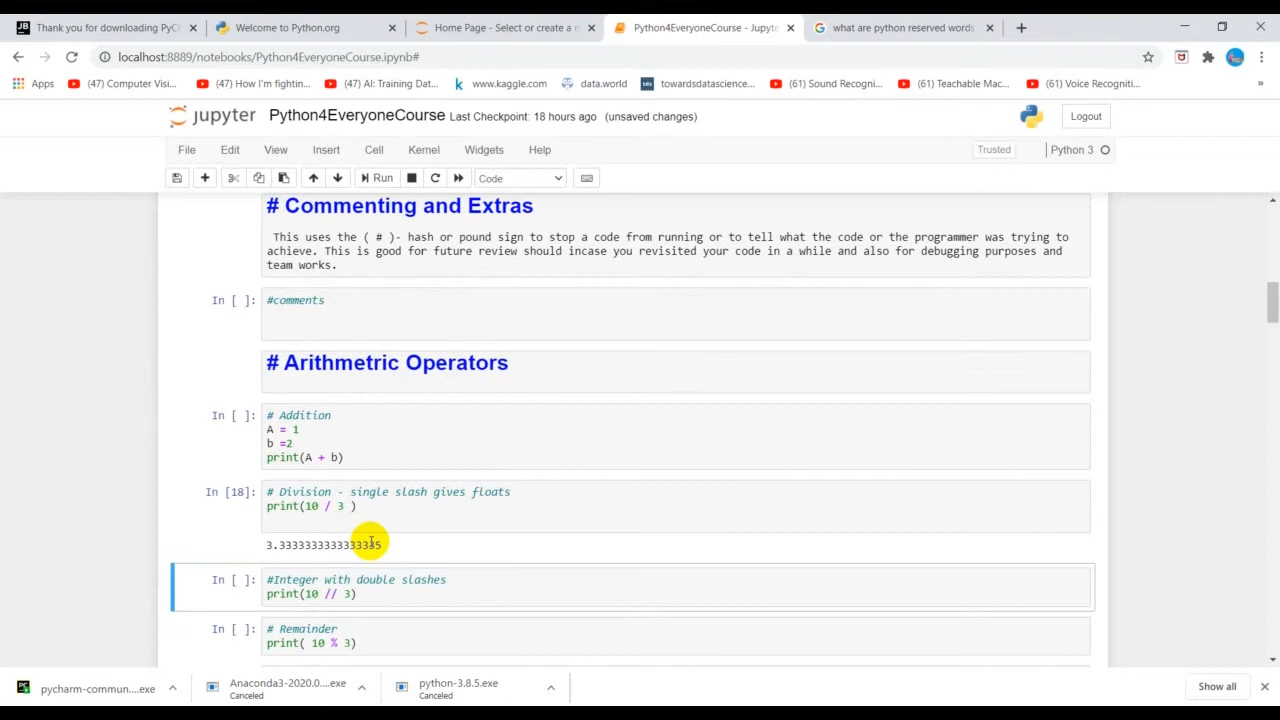 Thank you for downloading PyCh
Welcome to Python.org
Home Page - Select or create a n
Python4EveryoneCourse - Jupyte
what are python reserved words
localhost:8889/notebooks/Python4EveryoneCourse.ipynb#
Apps
(47) Computer Visi...
(47) How I'm fightin...
(47) AI: Training Dat...
www.kaggle.com
data.world
towardsdatascience...
(61) Sound Recogni...
(61) Teachable Mac...
(61) Voice Recogniti...
»
jupyter
Python4EveryoneCourse Last Checkpoint: 18 hours ago (unsaved changes)
Logout
File Edit View Insert Cell Kernel Widgets Help
Trusted
Python 3
Run
Code
# Commenting and Extras
This uses the ( # )- hash or pound sign to stop a code from running or to tell what the code or the programmer was trying to
achieve. This is good for future review should incase you revisited your code in a while and also for debugging purposes and
team works.
In [ ]: #comments
# Arithmetric Operators
In [ ]: # Addition
A = 1
b =2
print(A + b)
In [18]: # Division - single slash gives floats
print(10 / 3 )
3.3333333333333335
In [ ]: #Integer with double slashes
print(10 // 3)
In [ ]: # Remainder
print( 10 % 3)
pycharm-commun....exe
Anaconda3-2020.0....exe
Canceled
python-3.8.5.exe
Canceled
Show all